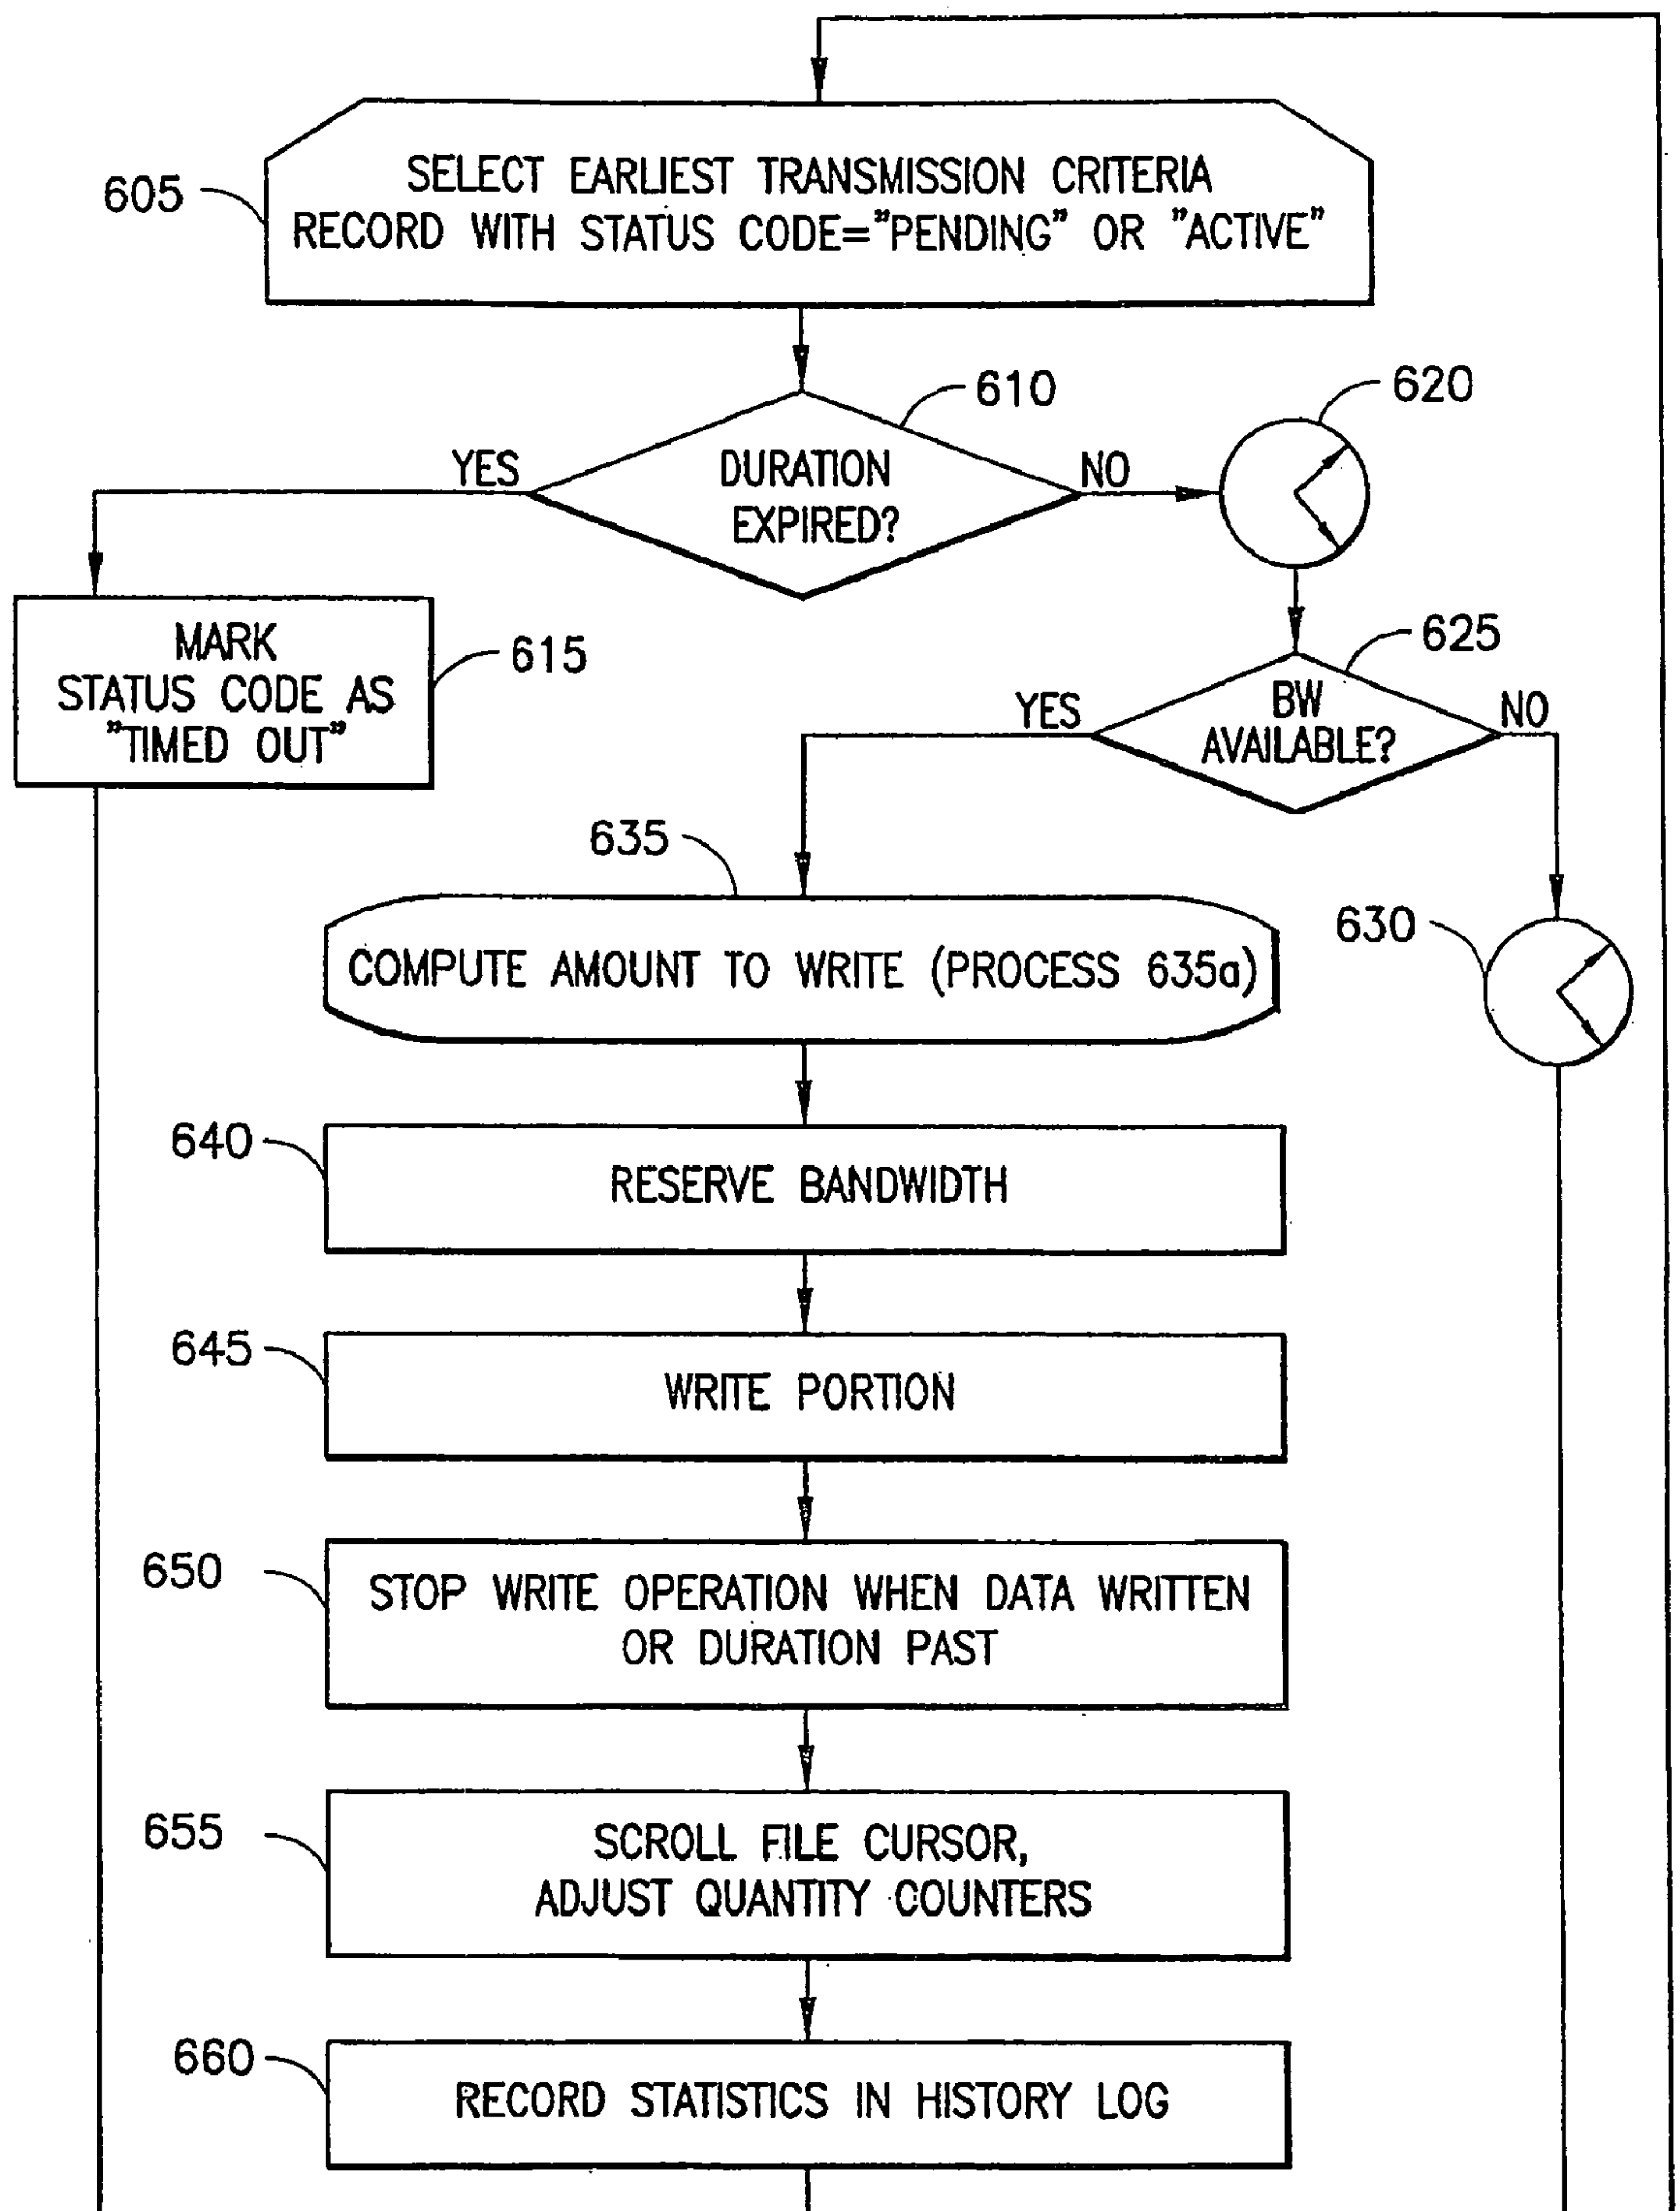 605
SELECT EARLIEST TRANSMISSION CRITERIA
RECORD WITH STATUS CODE="PENDING" OR "ACTIVE"
610
620
YES
DURATION
EXPIRED?
NO
MARK
STATUS CODE AS
"TIMED OUT"
615
625
YES
BW
AVAILABLE?
NO
635
COMPUTE AMOUNT TO WRITE (PROCESS 635a)
630
640
RESERVE BANDWIDTH
645
WRITE PORTION
650
STOP WRITE OPERATION WHEN DATA WRITTEN
OR DURATION PAST
655
SCROLL FILE CURSOR,
ADJUST QUANTITY COUNTERS
660
RECORD STATISTICS IN HISTORY LOG